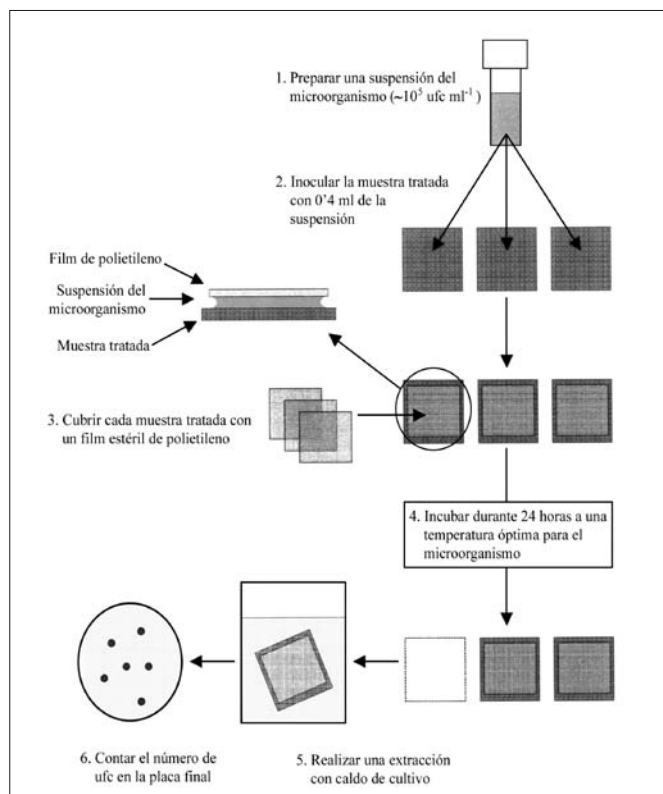 1. Preparar una suspensión del
microorganismo (~10⁵ ufc ml⁻¹ )
2. Inocular la muestra tratada
con 0'4 ml de la
suspensión
Film de polietileno
Suspensión del
microorganismo
Muestra tratada
3. Cubrir cada muestra tratada con
un film estéril de polietileno
4. Incubar durante 24 horas a una
temperatura óptima para el
microorganismo
5. Realizar una extracción
con caldo de cultivo
6. Contar el número de
ufc en la placa final